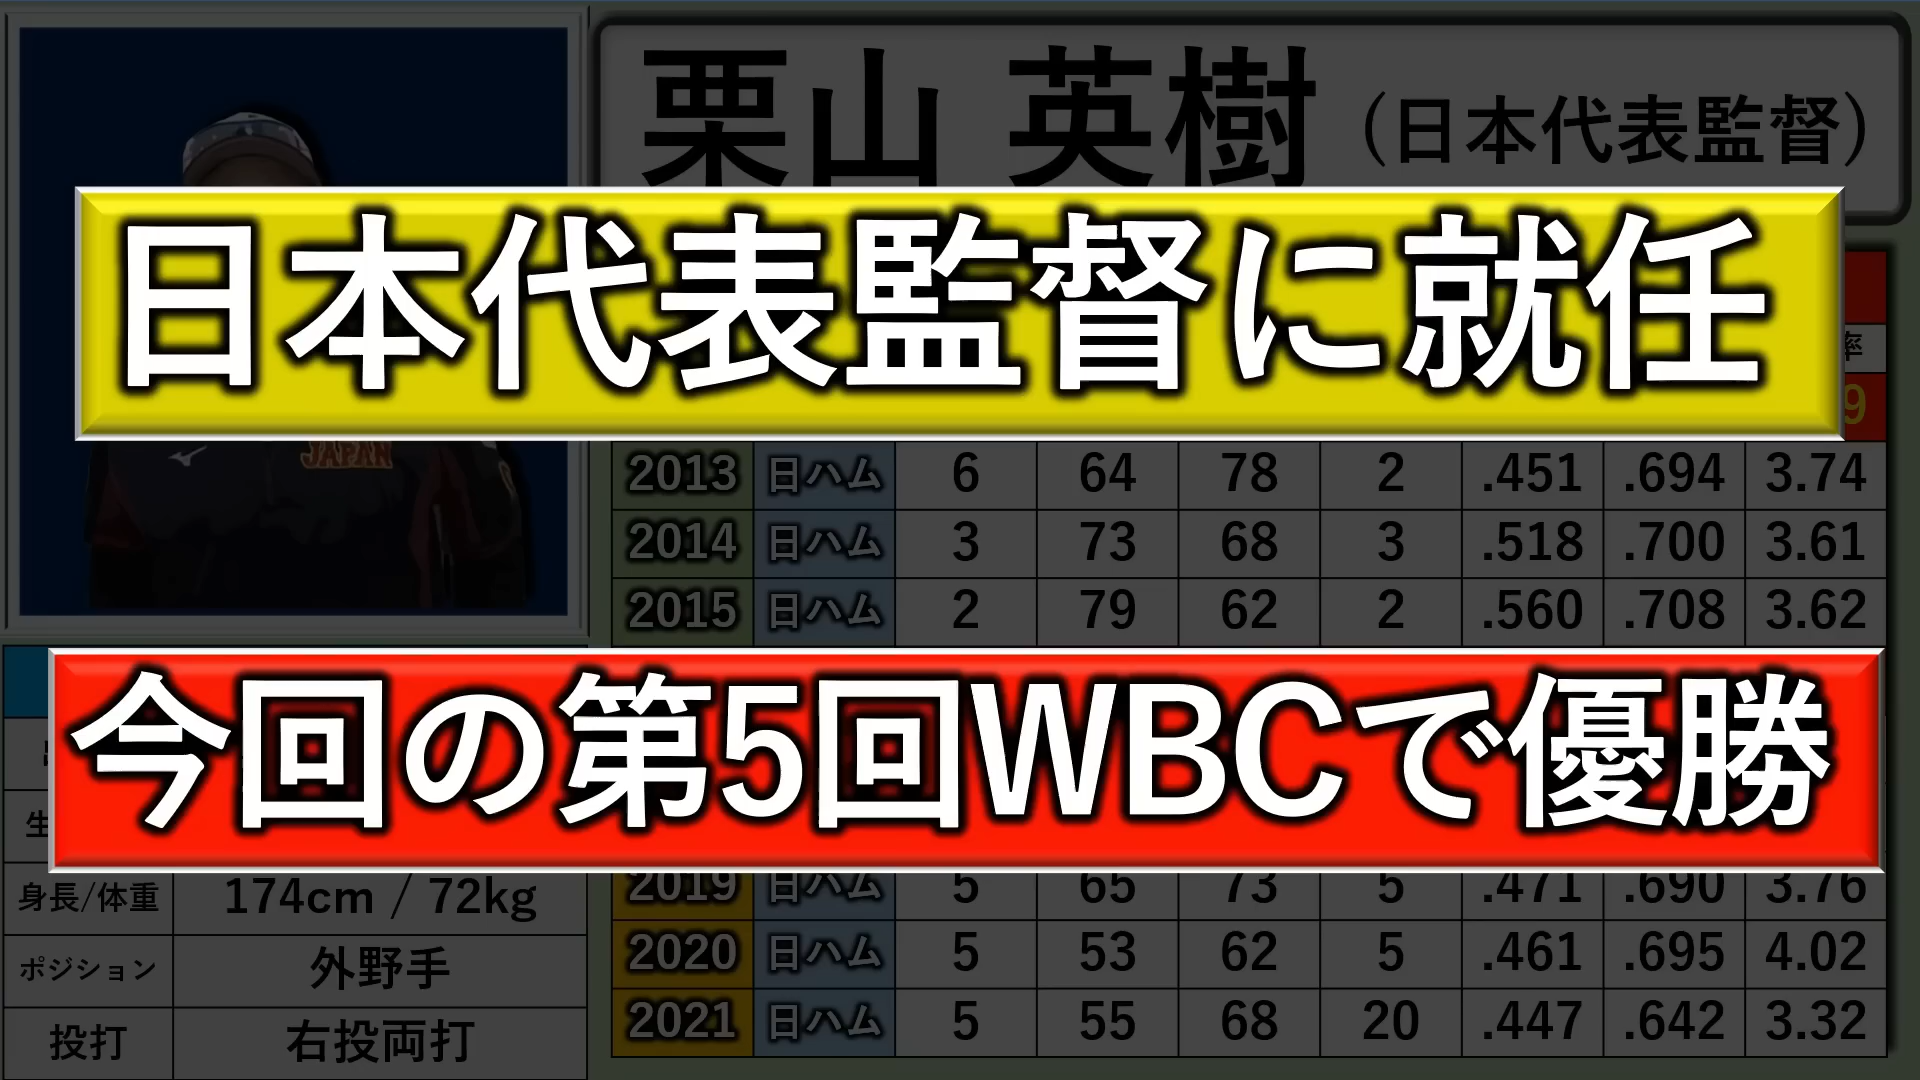 栗山 英樹（日本代表監督）
日本代表監督に就任
率
9
JAPAN
2013 日ハム 6 64 78 2 .451 .694 3.74
2014 日ハム 3 73 68 3 .518 .700 3.61
2015 日ハム 2 79 62 2 .560 .708 3.62
今回の第5回WBCで優勝
生
身長/体重 174cm / 72kg
ポジション 外野手
投打 右投両打
2019 日ハム 5 65 73 5 .471 .690 3.76
2020 日ハム 5 53 62 5 .461 .695 4.02
2021 日ハム 5 55 68 20 .447 .642 3.32